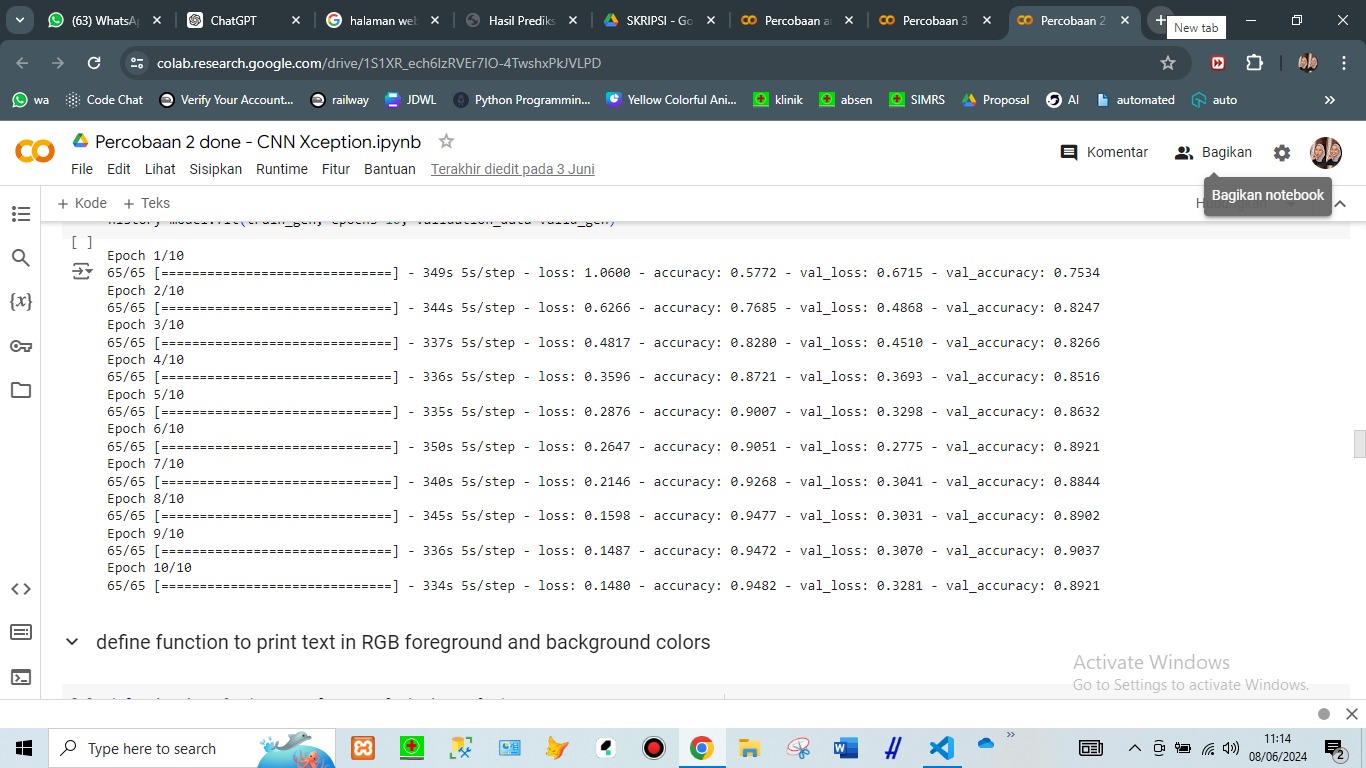 (63) WhatsA
ChatGPT
halaman web
Hasil Prediks
SKRIPSI - Go
Percobaan a
Percobaan 3
Percobaan 2
New tab
colab.research.google.com/drive/1S1XR_ech6IzRVEr7IO-4TwshxPkJVLPD
wa
Code Chat
Verify Your Account...
railway
JDWL
Python Programmin...
Yellow Colorful Ani...
klinik
absen
SIMRS
Proposal
AI
automated
auto
»
Percobaan 2 done - CNN Xception.ipynb
Komentar
Bagikan
File Edit Lihat Sisipkan Runtime Fitur Bantuan Terakhir diedit pada 3 Juni
Bagikan notebook
+ Kode + Teks
[ ]
Epoch 1/10
65/65 [==============================] - 349s 5s/step - loss: 1.0600 - accuracy: 0.5772 - val_loss: 0.6715 - val_accuracy: 0.7534
Epoch 2/10
65/65 [==============================] - 344s 5s/step - loss: 0.6266 - accuracy: 0.7685 - val_loss: 0.4868 - val_accuracy: 0.8247
Epoch 3/10
65/65 [==============================] - 337s 5s/step - loss: 0.4817 - accuracy: 0.8280 - val_loss: 0.4510 - val_accuracy: 0.8266
Epoch 4/10
65/65 [==============================] - 336s 5s/step - loss: 0.3596 - accuracy: 0.8721 - val_loss: 0.3693 - val_accuracy: 0.8516
Epoch 5/10
65/65 [==============================] - 335s 5s/step - loss: 0.2876 - accuracy: 0.9007 - val_loss: 0.3298 - val_accuracy: 0.8632
Epoch 6/10
65/65 [==============================] - 350s 5s/step - loss: 0.2647 - accuracy: 0.9051 - val_loss: 0.2775 - val_accuracy: 0.8921
Epoch 7/10
65/65 [==============================] - 340s 5s/step - loss: 0.2146 - accuracy: 0.9268 - val_loss: 0.3041 - val_accuracy: 0.8844
Epoch 8/10
65/65 [==============================] - 345s 5s/step - loss: 0.1598 - accuracy: 0.9477 - val_loss: 0.3031 - val_accuracy: 0.8902
Epoch 9/10
65/65 [==============================] - 336s 5s/step - loss: 0.1487 - accuracy: 0.9472 - val_loss: 0.3070 - val_accuracy: 0.9037
Epoch 10/10
65/65 [==============================] - 334s 5s/step - loss: 0.1480 - accuracy: 0.9482 - val_loss: 0.3281 - val_accuracy: 0.8921
define function to print text in RGB foreground and background colors
Activate Windows
Go to Settings to activate Windows.
Type here to search
11:14
08/06/2024
2